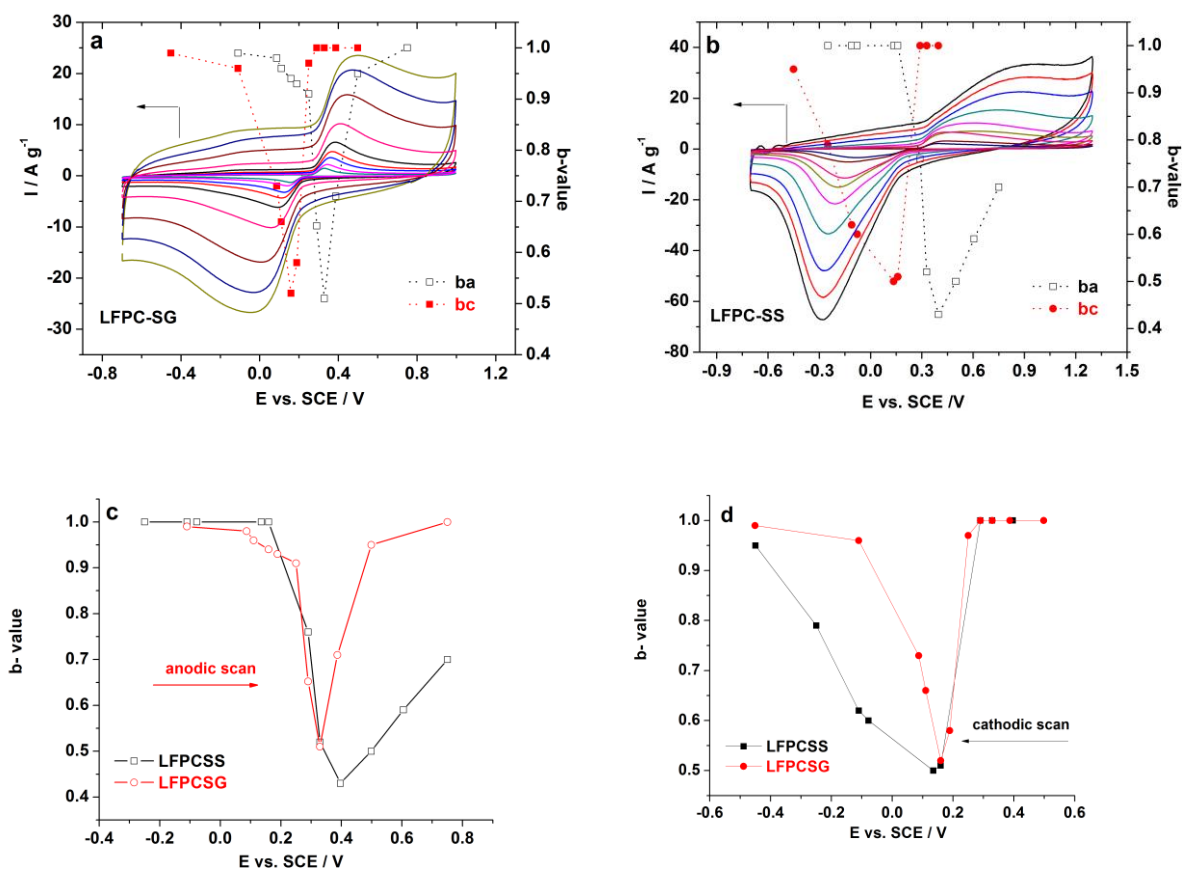 a
I / A g-1
30
20
10
0
-10
-20
-30
1.0
0.9
0.8
0.7
0.6
0.5
0.4
b-value
ba
bc
LFPC-SG
-0.8 -0.4 0.0 0.4 0.8 1.2
E vs. SCE / V
b
I / A g-1
40
20
0
-20
-40
-60
-80
1.0
0.9
0.8
0.7
0.6
0.5
0.4
b-value
ba
bc
LFPC-SS
-0.9 -0.6 -0.3 0.0 0.3 0.6 0.9 1.2 1.5
E vs. SCE /V
c
b- value
1.0
0.9
0.8
0.7
0.6
0.5
0.4
anodic scan
LFPCSS
LFPCSG
-0.4 -0.2 0.0 0.2 0.4 0.6 0.8
E vs. SCE / V
d
b- value
1.0
0.9
0.8
0.7
0.6
0.5
cathodic scan
LFPCSS
LFPCSG
-0.6 -0.4 -0.2 0.0 0.2 0.4 0.6
E vs. SCE / V